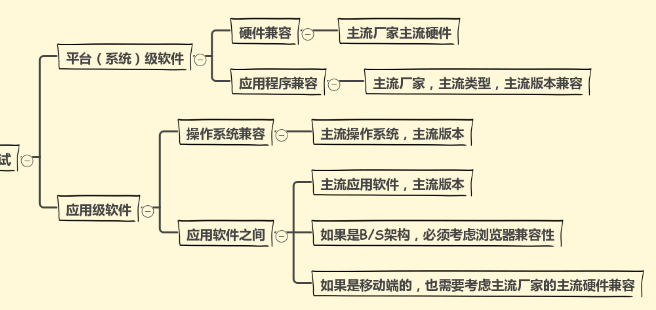 硬件兼容
主流厂家主流硬件
平台（系统）级软件
应用程序兼容
主流厂家，主流类型，主流版本兼容
操作系统兼容
主流操作系统，主流版本
试
主流应用软件，主流版本
应用级软件
应用软件之间
如果是B/S架构，必须考虑浏览器兼容性
如果是移动端的，也需要考虑主流厂家的主流硬件兼容